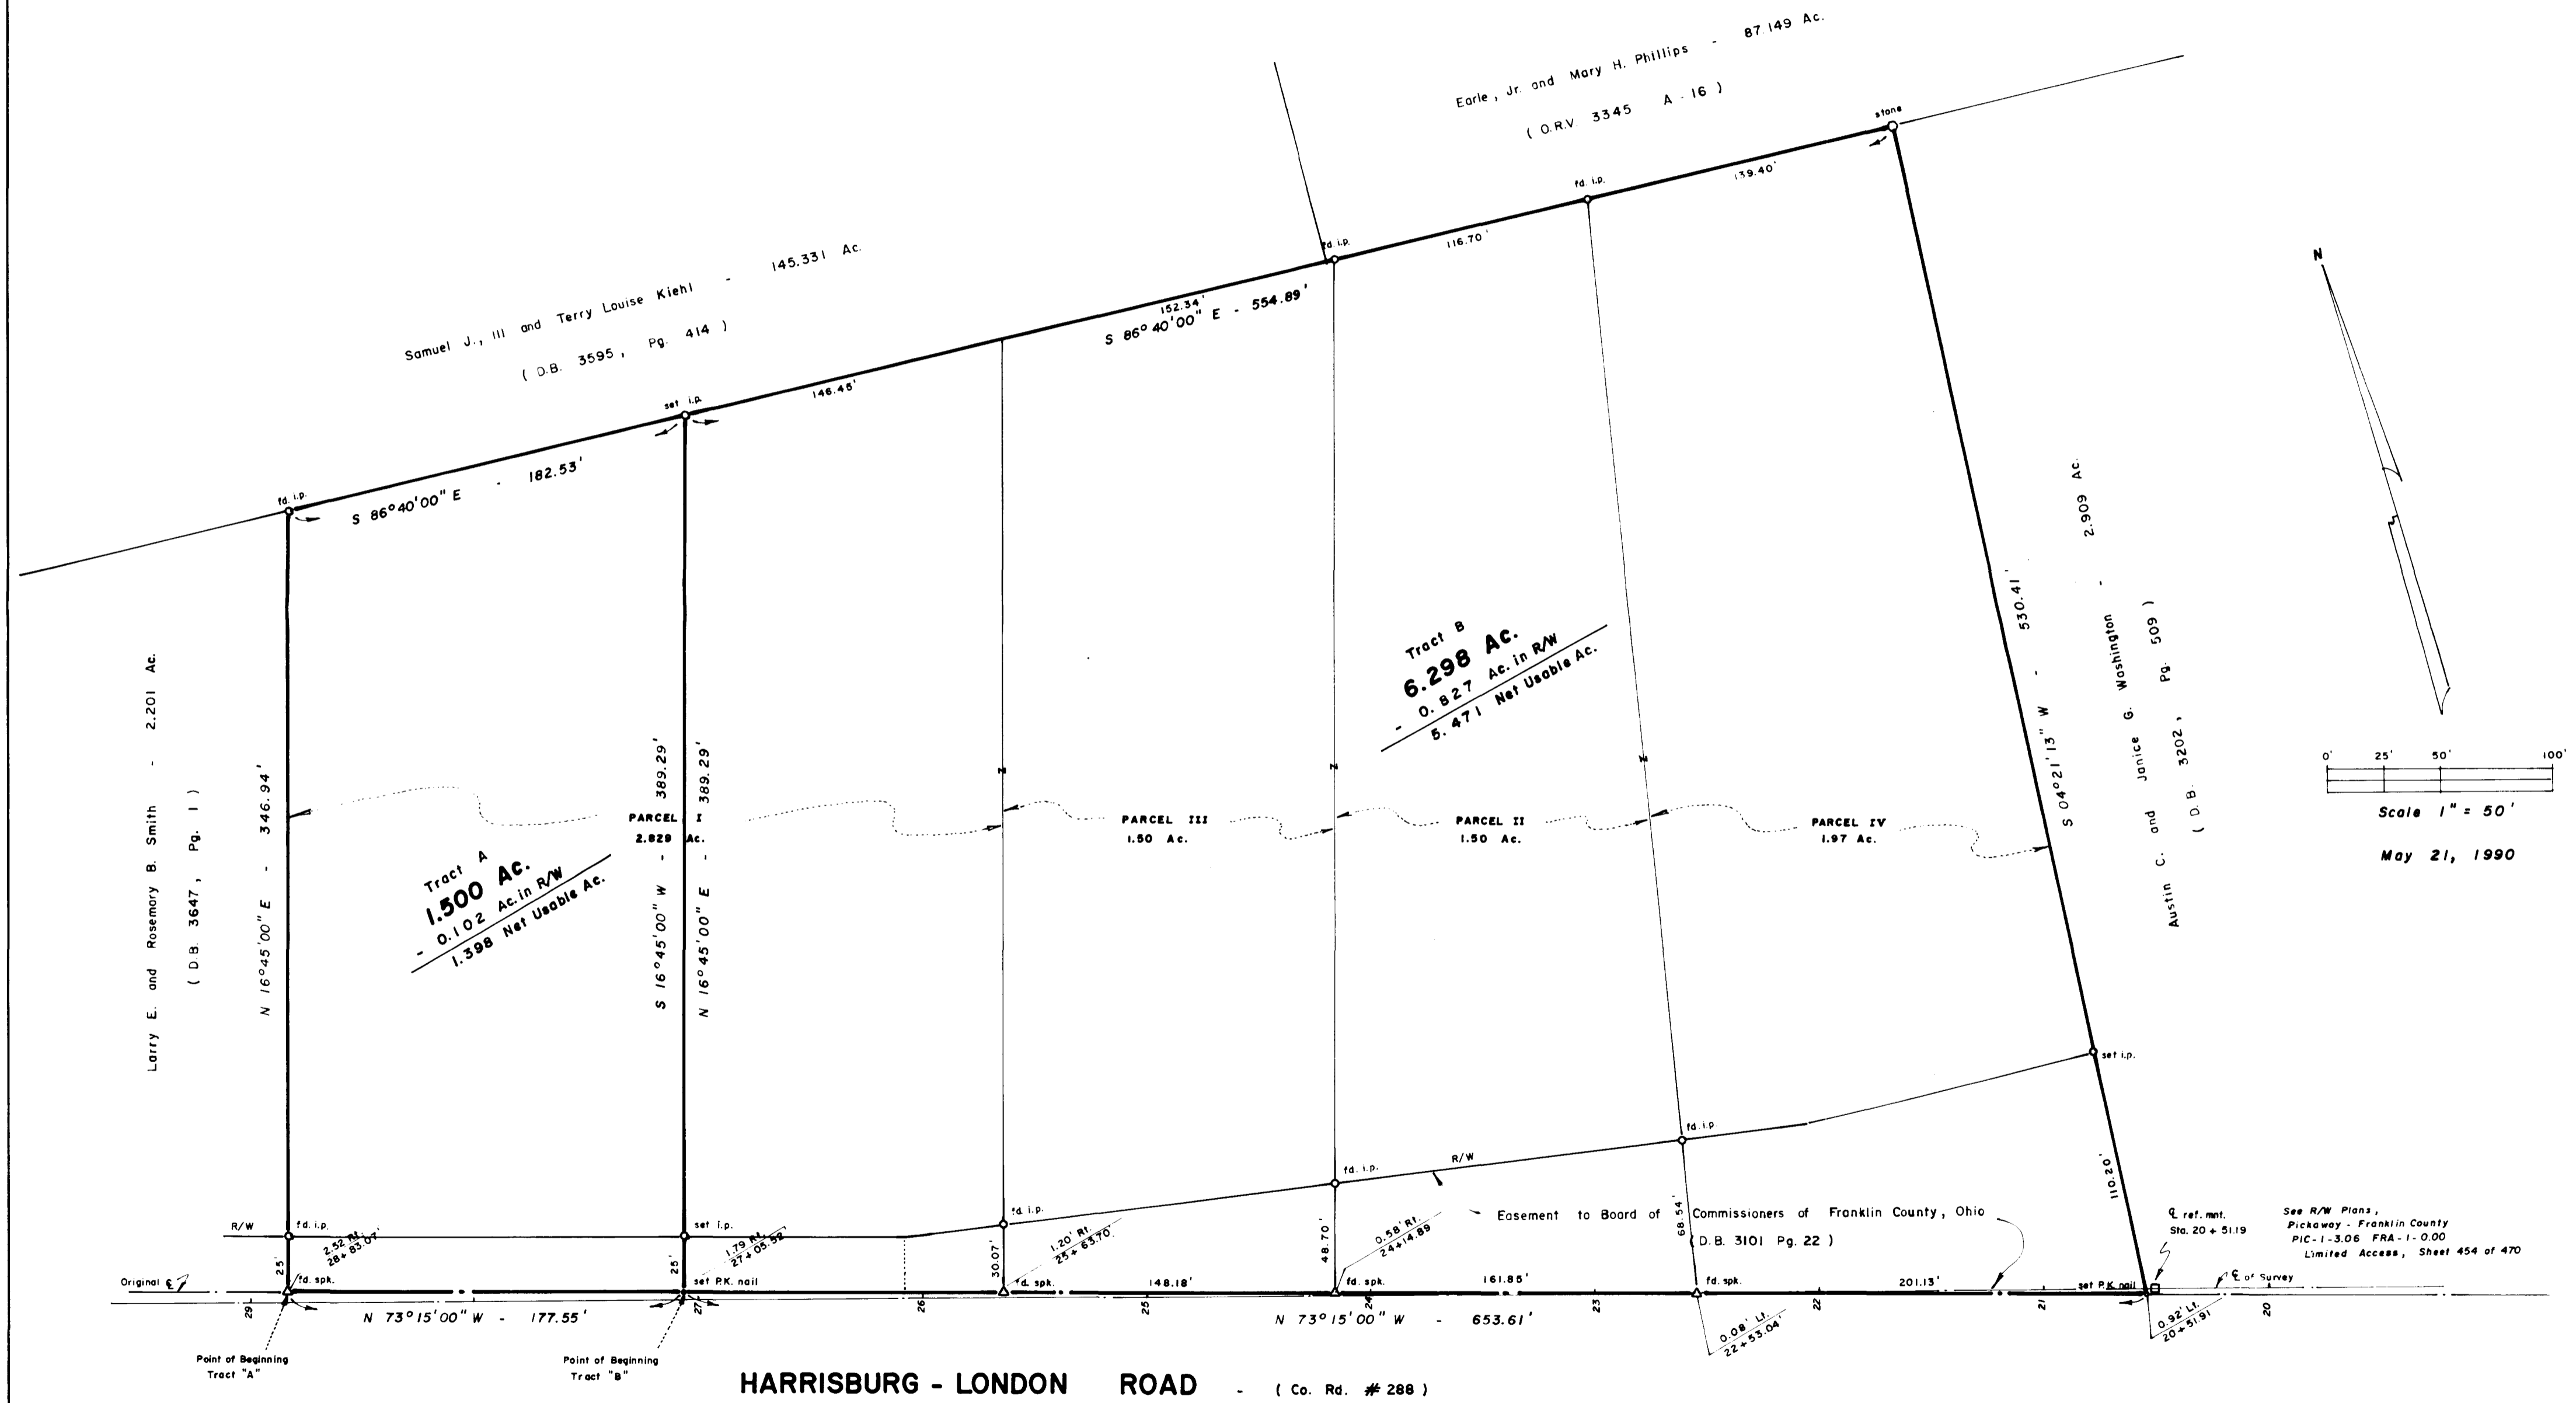 Earle, Jr. and Mary H. Phillips - 87.149 Ac.
( O.R.V. 3345 A - 16 )
stone
139.40'
fd. i.p.
116.70'
fd. i.p.
152.34'
S 86° 40' 00" E - 554.89'
Samuel J., III and Terry Louise Kiehl - 145.331 Ac.
( D.B. 3595, Pg. 414 )
146.45'
set i.p.
182.53'
S 86° 40' 00" E -
fd. i.p.
N
0' 25' 50' 100'
Scale 1" = 50'
May 21, 1990
Larry E. and Rosemary B. Smith - 2.201 Ac.
( D.B. 3647, Pg. 1 )
N 16° 45' 00" E - 346.94'
S 16° 45' 00" W - 389.29'
N 16° 45' 00" E - 389.29'
Tract A
1.500 Ac.
- 0.102 Ac. in R/W
1.398 Net Usable Ac.
Tract B
6.298 Ac.
- 0.827 Ac. in R/W
5.471 Net Usable Ac.
PARCEL I
2.829 Ac.
PARCEL III
1.50 Ac.
PARCEL II
1.50 Ac.
PARCEL IV
1.97 Ac.
S 04° 21' 13" W - 530.41'
Austin C. and Janice G. Washington - 2.909 Ac.
( D.B. 3202, Pg. 509 )
set i.p.
110.20'
fd. i.p.
R/W
fd. i.p.
fd. i.p.
R/W
fd. i.p.
set i.p.
25'
2.52 Rt.
28 + 83.07'
25'
1.79 Rt.
27 + 05.52
30.07'
1.20' Rt.
25 + 63.70'
48.70'
0.58' Rt.
24+14.89
68.54'
Easement to Board of Commissioners of Franklin County, Ohio
( D.B. 3101 Pg. 22 )
℄ ref. mnt.
Sta. 20 + 51.19
See R/W Plans,
Pickaway - Franklin County
PIC-1-3.06 FRA-1-0.00
Limited Access, Sheet 454 of 470
Original ℄
fd. spk.
set P.K. nail
fd. spk.
148.18'
fd. spk.
161.85'
fd. spk.
201.13'
set P.K. nail
℄ of Survey
29
27
26
25
24
23
22
21
20
N 73° 15' 00" W - 177.55'
N 73° 15' 00" W - 653.61'
0.08' Lt.
22+53.04'
0.92' Lt.
20+51.91
Point of Beginning
Tract "A"
Point of Beginning
Tract "B"
HARRISBURG - LONDON ROAD - ( Co. Rd. # 288 )